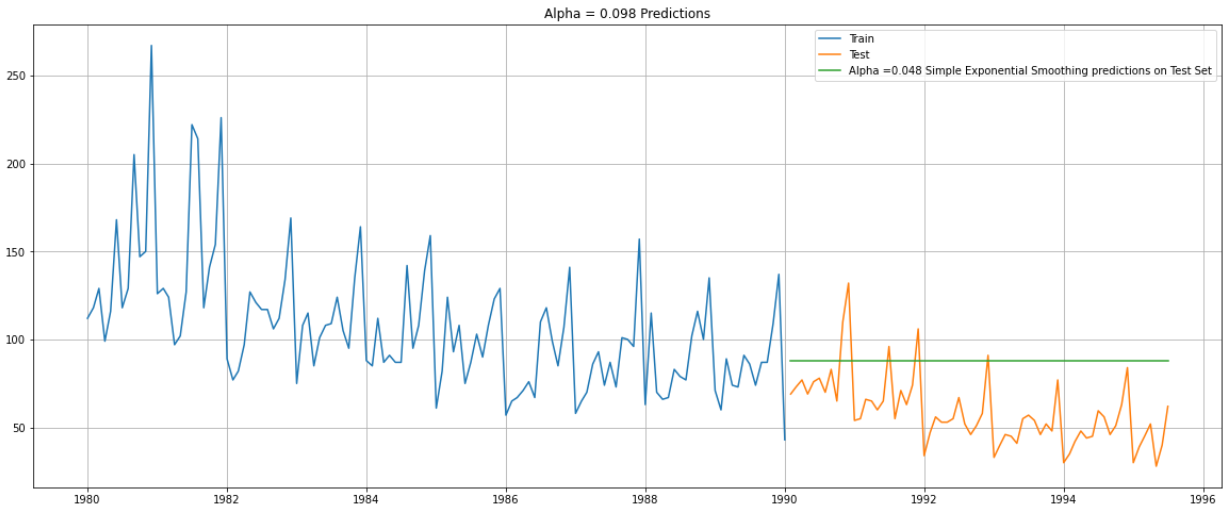 Alpha = 0.098 Predictions
Train
Test
Alpha =0.048 Simple Exponential Smoothing predictions on Test Set
250
200
150
100
50
1980 1982 1984 1986 1988 1990 1992 1994 1996